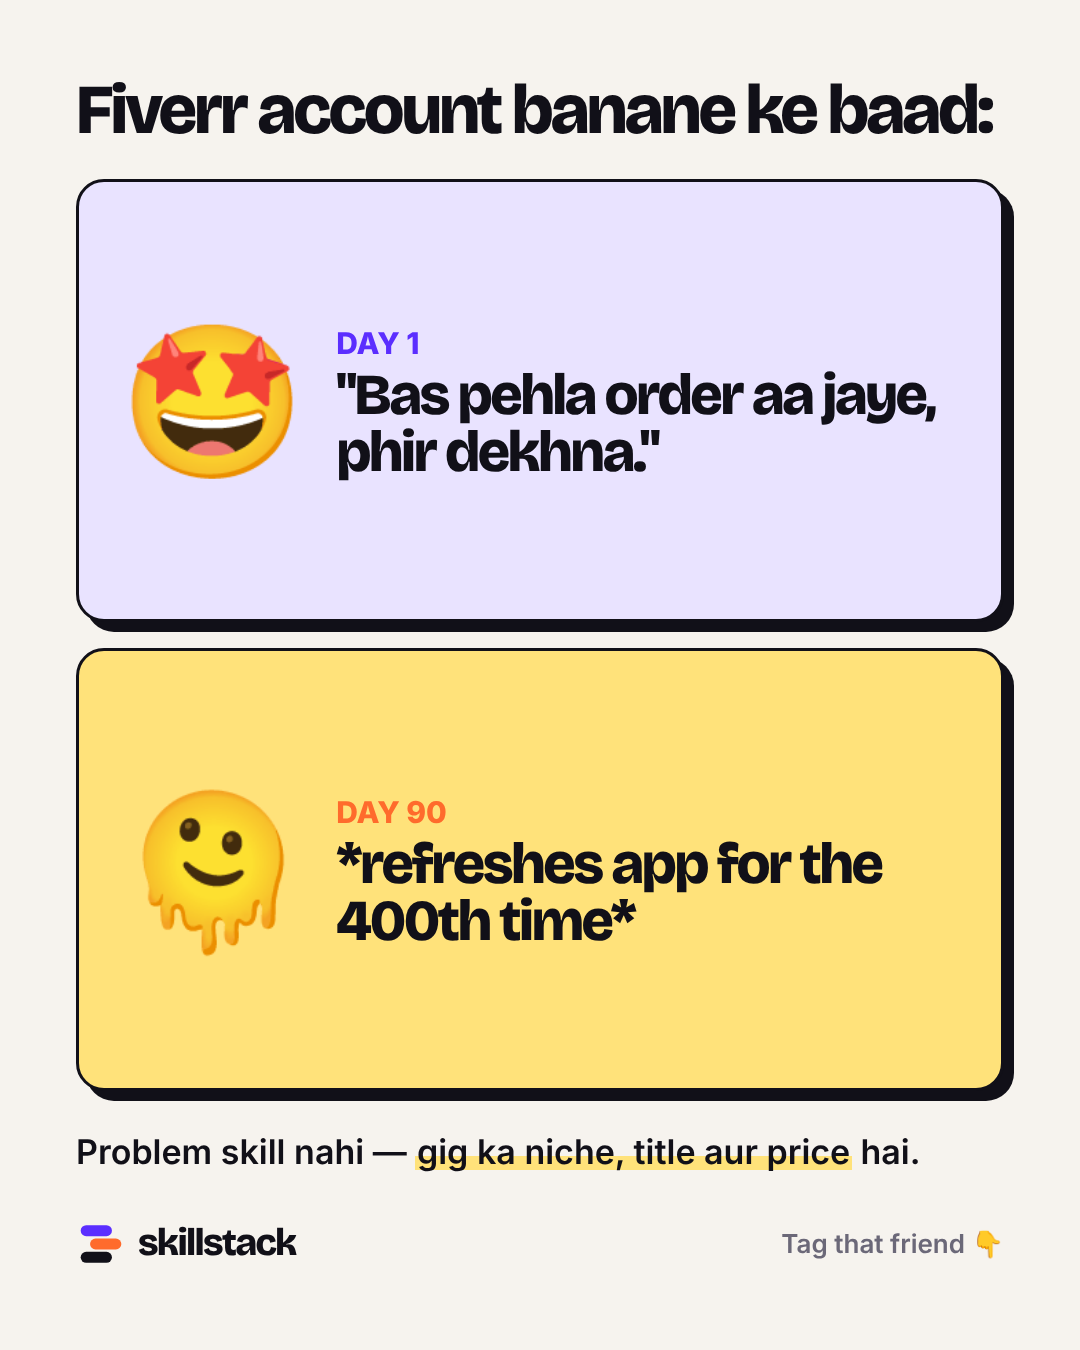 Fiverr account banane ke baad:
DAY 1
"Bas pehla order aa jaye,
phir dekhna."
DAY 90
*refreshes app for the
400th time*
Problem skill nahi — gig ka niche, title aur price hai.
skillstack
Tag that friend 👇